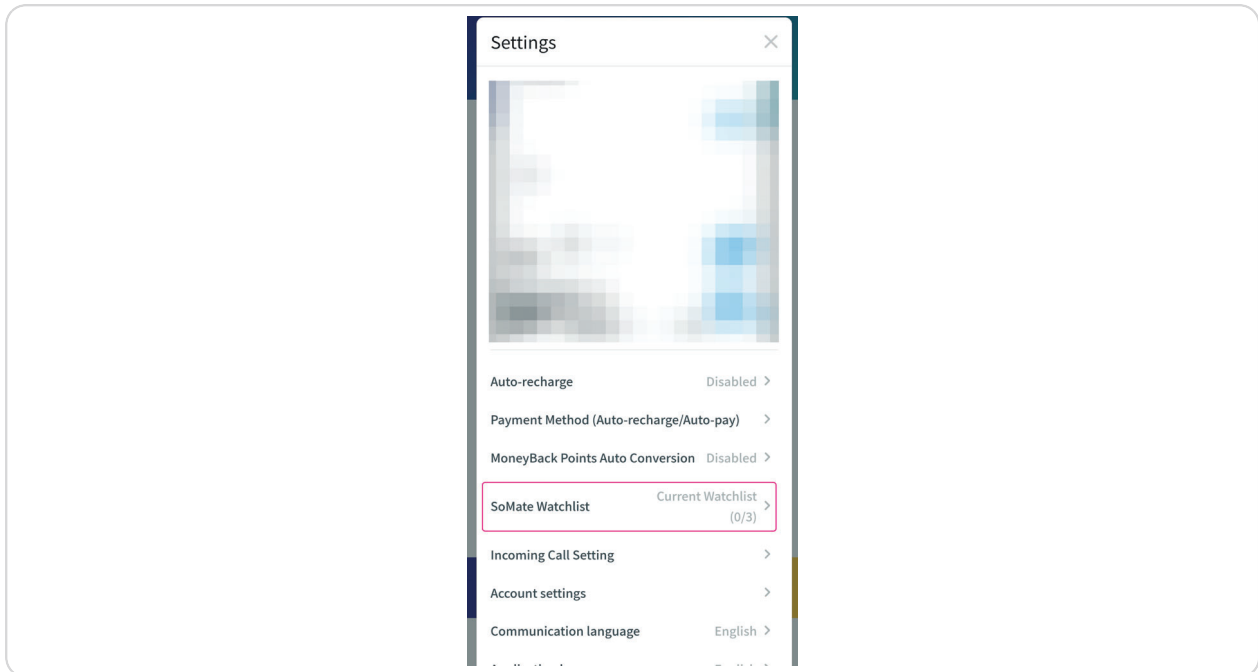 Settings
Auto-recharge Disabled
Payment Method (Auto-recharge/Auto-pay)
MoneyBack Points Auto Conversion Disabled
SoMate Watchlist Current Watchlist
(0/3)
Incoming Call Setting
Account settings
Communication language English